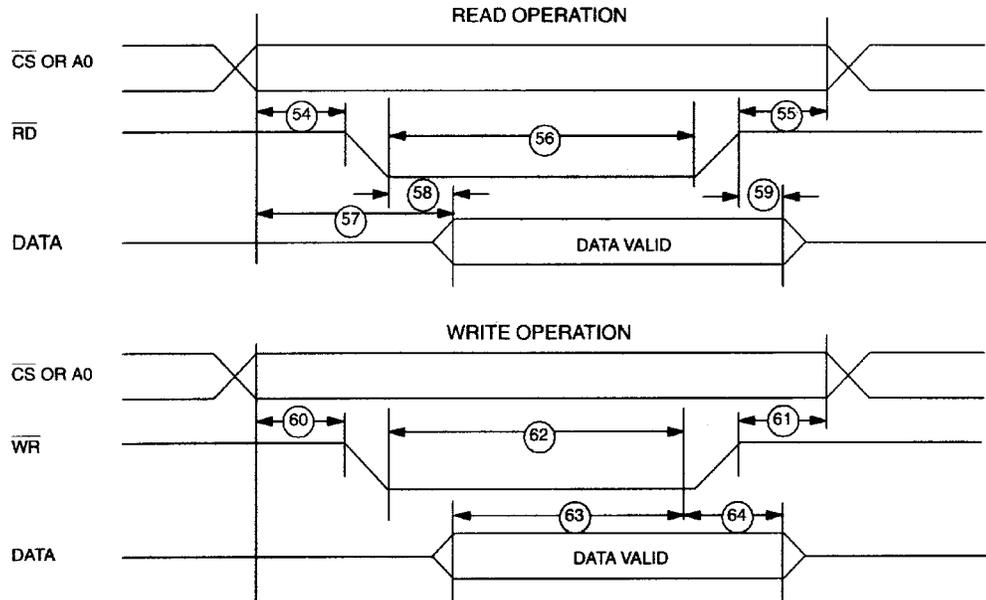 READ OPERATION
CS OR A0
54
55
RD
56
58
59
57
DATA
DATA VALID
WRITE OPERATION
CS OR A0
60
61
WR
62
63
64
DATA
DATA VALID